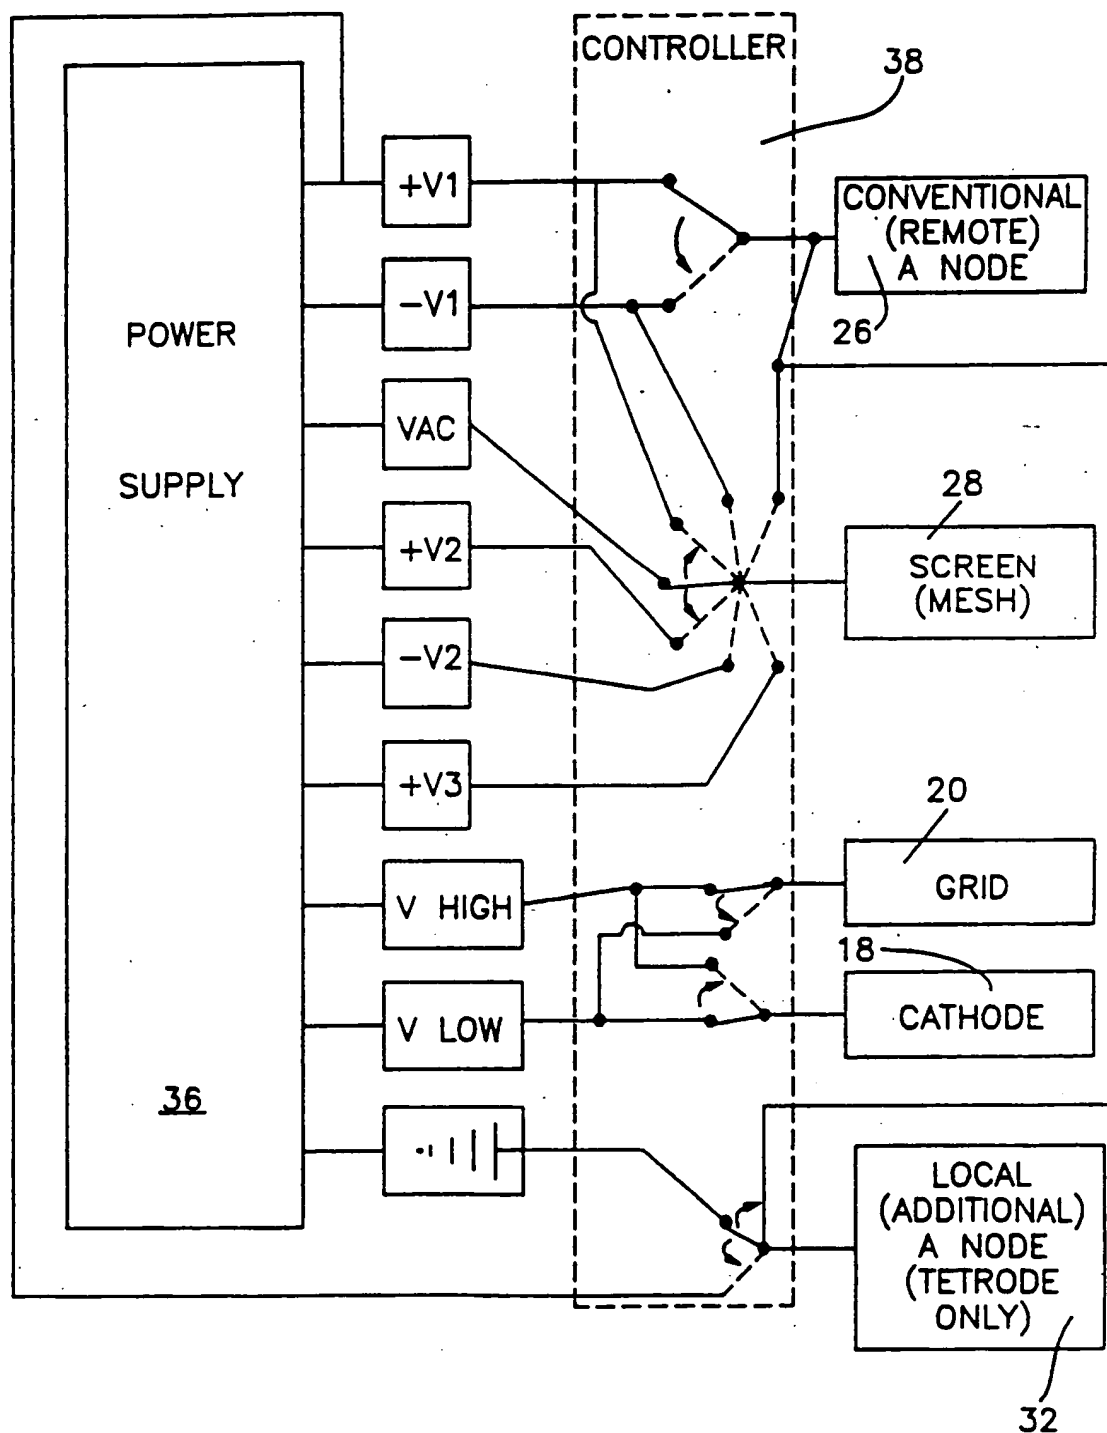 CONTROLLER
38
+V1
CONVENTIONAL
(REMOTE)
A NODE
26
-V1
POWER
SUPPLY
VAC
28
+V2
SCREEN
(MESH)
-V2
+V3
20
V HIGH
GRID
18
V LOW
CATHODE
36
LOCAL
(ADDITIONAL)
A NODE
(TETRODE
ONLY)
32